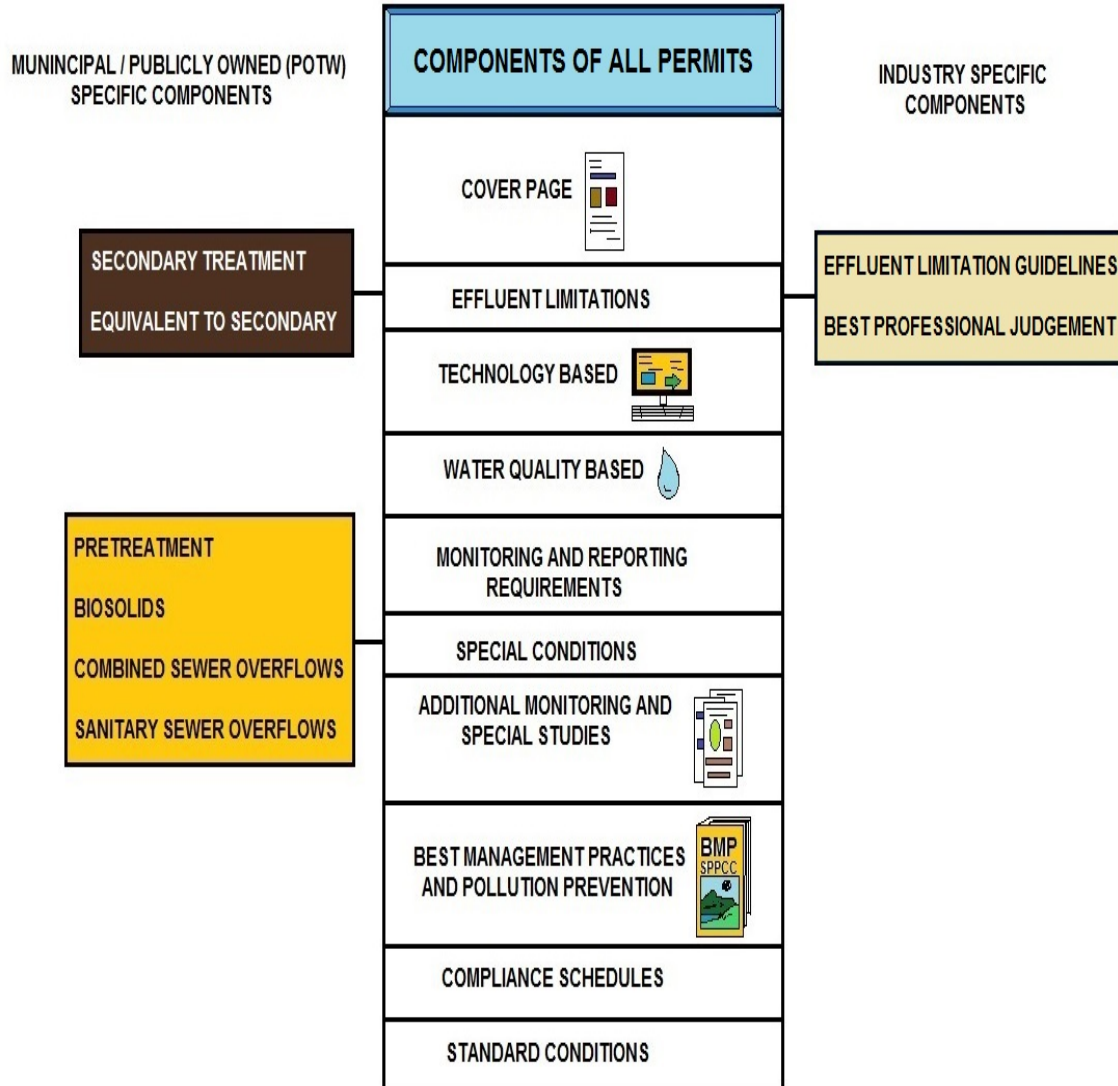 MUNINCIPAL / PUBLICLY OWNED (POTW)
SPECIFIC COMPONENTS
COMPONENTS OF ALL PERMITS
INDUSTRY SPECIFIC
COMPONENTS
COVER PAGE
SECONDARY TREATMENT
EQUIVALENT TO SECONDARY
EFFLUENT LIMITATIONS
EFFLUENT LIMITATION GUIDELINES
BEST PROFESSIONAL JUDGEMENT
TECHNOLOGY BASED
WATER QUALITY BASED
PRETREATMENT
BIOSOLIDS
COMBINED SEWER OVERFLOWS
SANITARY SEWER OVERFLOWS
MONITORING AND REPORTING
REQUIREMENTS
SPECIAL CONDITIONS
ADDITIONAL MONITORING AND
SPECIAL STUDIES
BEST MANAGEMENT PRACTICES
AND POLLUTION PREVENTION
BMP
SPPCC
COMPLIANCE SCHEDULES
STANDARD CONDITIONS